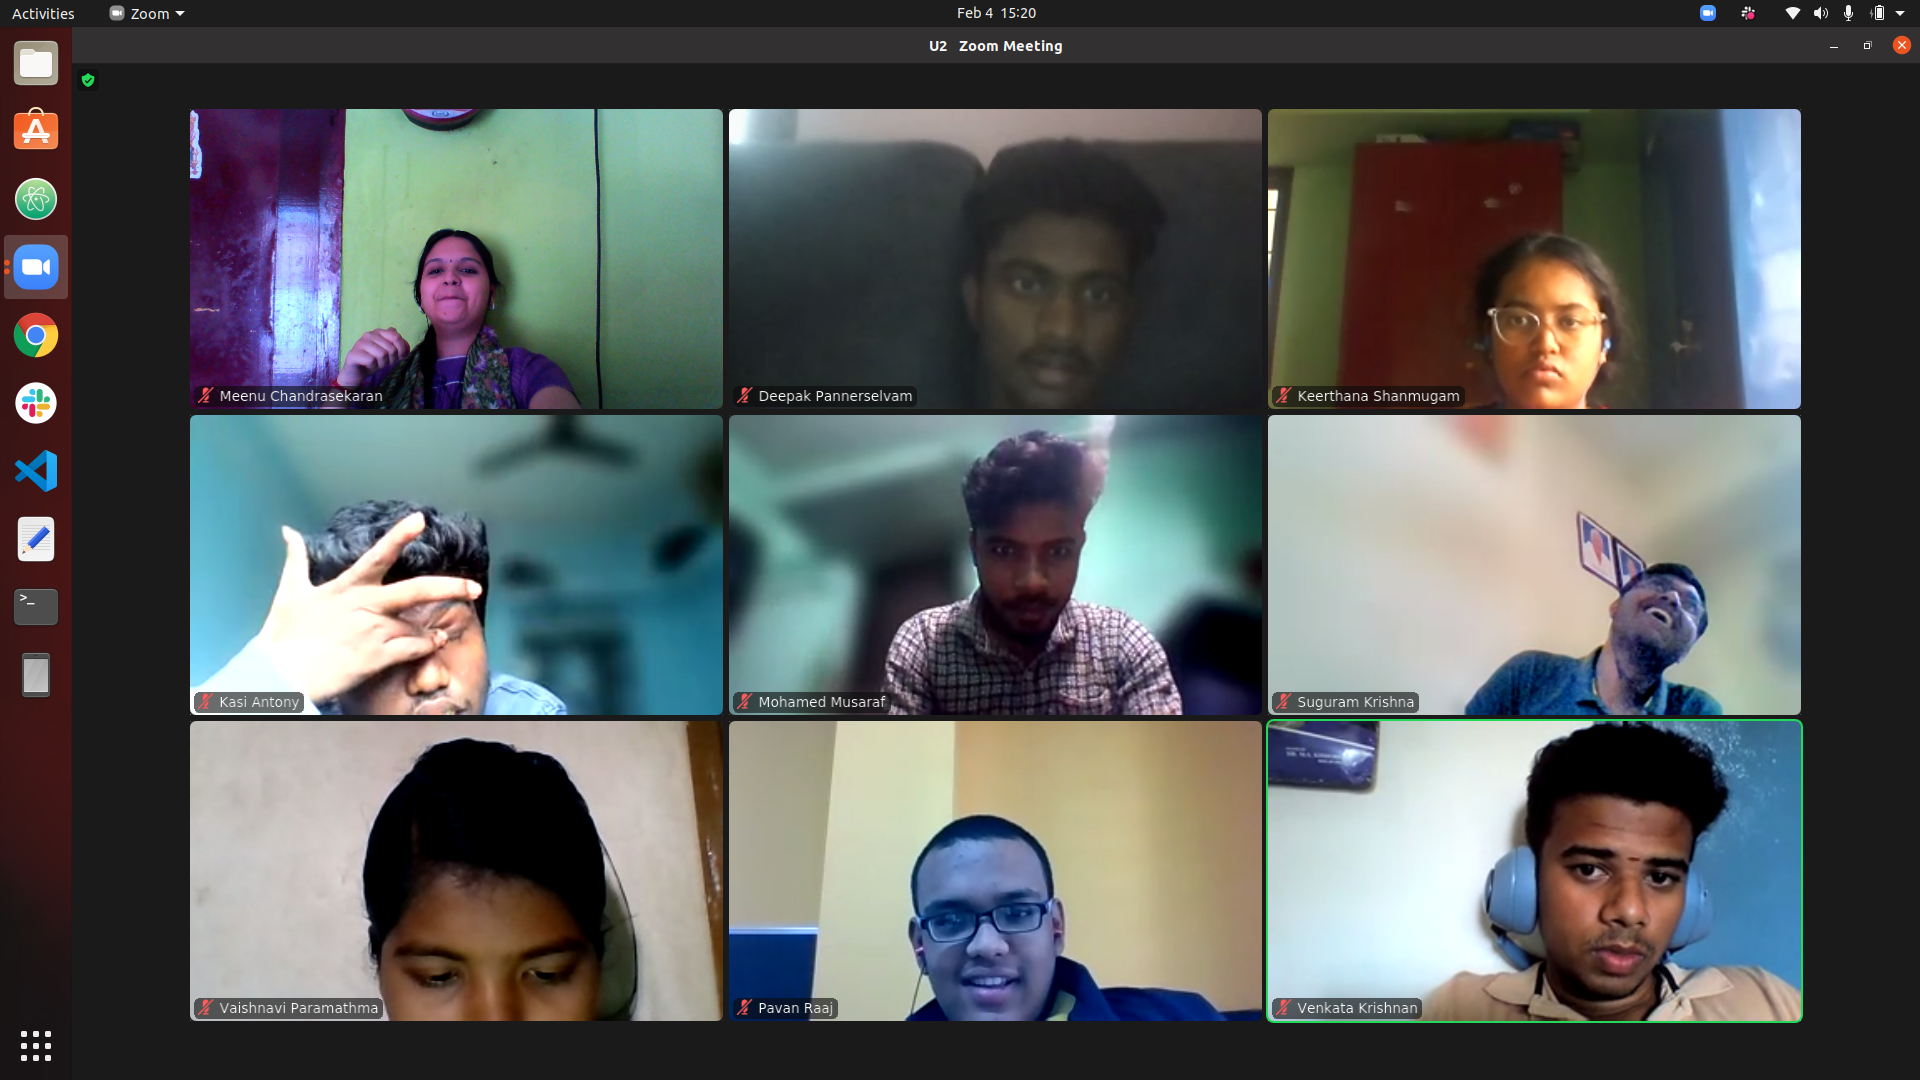 Activities
Zoom
Feb 4 15:20
U2 Zoom Meeting
Meenu Chandrasekaran
Deepak Pannerselvam
Keerthana Shanmugam
Kasi Antony
Mohamed Musaraf
Suguram Krishna
Vaishnavi Paramathma
Pavan Raaj
Venkata Krishnan